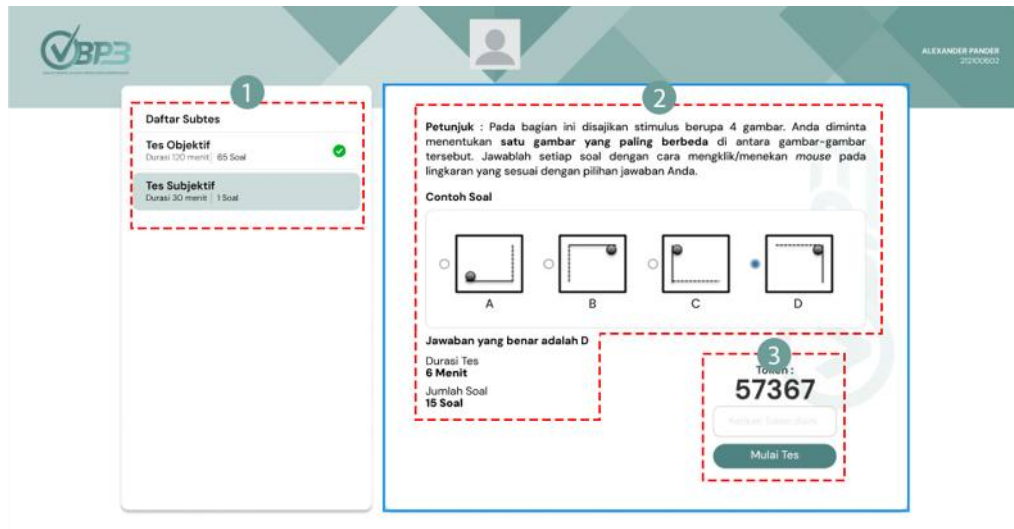 VBP3
ALEXANDER PANDER
212100602
1
Daftar Subtes
Tes Objektif
Durasi 120 menit | 65 Soal
Tes Subjektif
Durasi 30 menit | 1 Soal
2
Petunjuk : Pada bagian ini disajikan stimulus berupa 4 gambar. Anda diminta
menentukan satu gambar yang paling berbeda di antara gambar-gambar
tersebut. Jawablah setiap soal dengan cara mengklik/menekan mouse pada
lingkaran yang sesuai dengan pilihan jawaban Anda.
Contoh Soal
A B C D
Jawaban yang benar adalah D
Durasi Tes
6 Menit
Jumlah Soal
15 Soal
3
Token :
57367
Mulai Tes